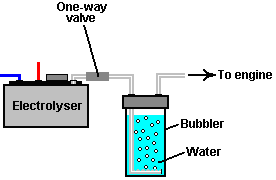 One-way
valve
To engine
Electrolyser
Bubbler
Water